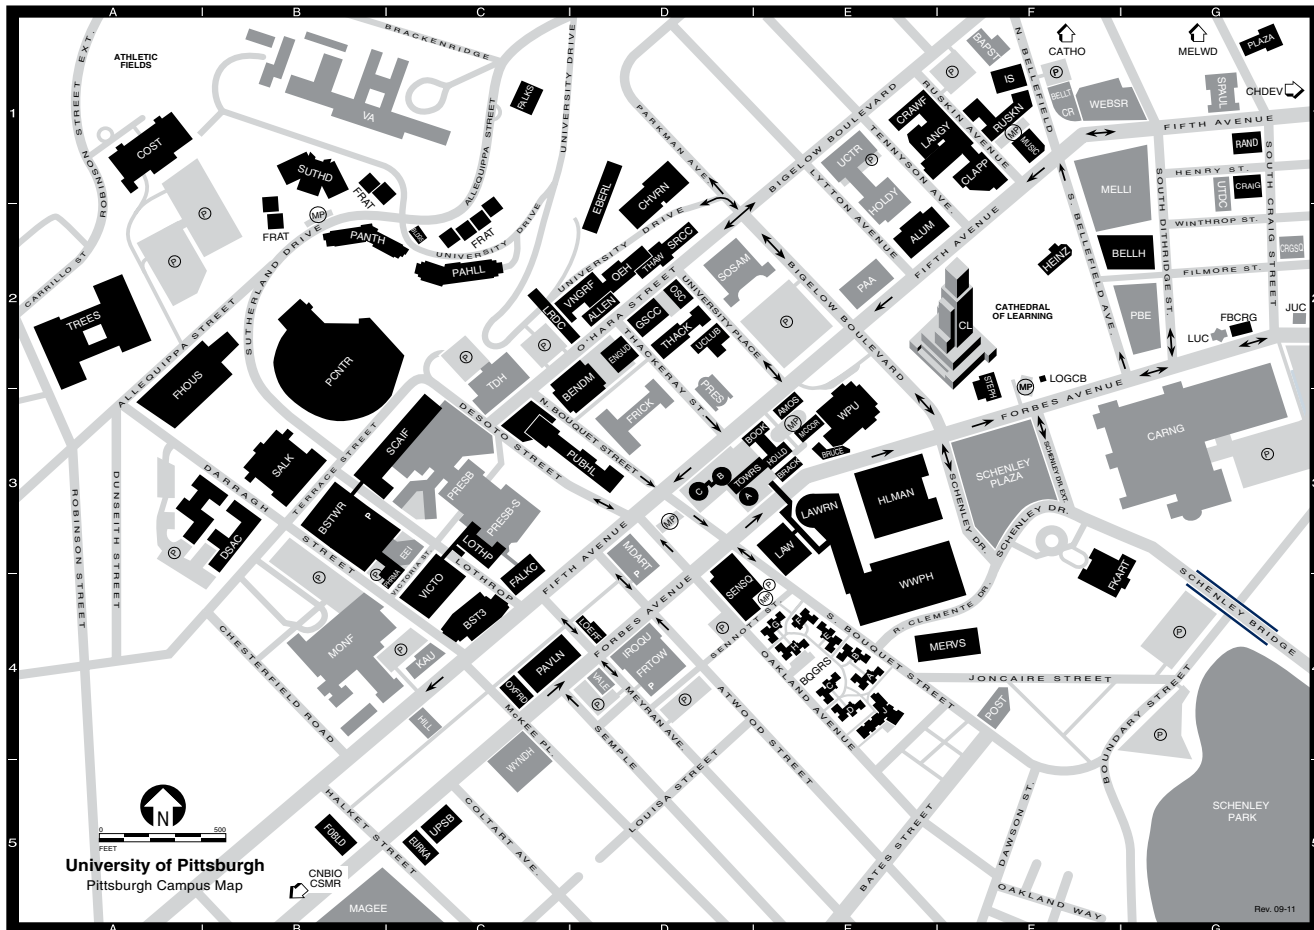 A
B
C
D
E
F
G
1
2
3
4
5
ATHLETIC
FIELDS
BRACKENRIDGE
N. BELLEFIELD
CATHO
MELWD
PLAZA
CHDEV
ROBINSON STREET EXT.
VA
FALKS
ALLEQUIPPA STREET
UNIVERSITY DRIVE
PARKMAN AVE.
BIGELOW BOULEVARD
BAPST
IS
BELLT
CR
WEBSR
SPAUL
FIFTH AVENUE
COST
SUTHD
FRAT
FRAT
FRAT
MP
P
EBERL
CHVRN
UCTR
HOLDY
TENNYSON AVE.
LYTTON AVENUE
CRAWF
LANGY
CLAPP
RUSKIN AVENUE
RUSKN
MP
MUSIC
MELLI
HENRY ST.
RAND
UTDC
CRAIG
WINTHROP ST.
SOUTH CRAIG STREET
SOUTH DITHRIDGE ST.
S. BELLEFIELD AVE.
CARRILLO ST
PANTH
PAHLL
UNIVERSITY DRIVE
UNIVERSITY DRIVE
SRCC
THAW
OEH
VNGRF
ALLEN
LRDC
SOSAM
ALUM
FIFTH AVENUE
PAA
HEINZ
BELLH
FILMORE ST.
CRGSQ
TREES
SUTHERLAND DRIVE
ALLEQUIPPA STREET
FHOUS
PCNTR
O'HARA STREET
GSCC
OSC
THACK
UCLUB
UNIVERSITY PLACE
THACKERAY ST.
ENGUD
BENDM
TDH
FRICK
PRES
BIGELOW BOULEVARD
CATHEDRAL
OF LEARNING
CL
STEPH
MP
LOGCB
PBE
LUC
FBCRG
JUC
FORBES AVENUE
CARNG
DESOTO STREET
N. BOUQUET STREET
PUBHL
SCAIF
PRESB
PRESB-S
SALK
TERRACE STREET
DARRAGH
STREET
DSAC
BSTWR
P
EEI
PHRMA
VICTORIA ST.
VICTO
LOTHP
LOTHROP
FALKC
BST3
AMOS
MP
MCCOR
WPU
BOOK
HOLLD
TOWRS
BRACK
BRUCE
A
B
C
LAWRN
LAW
HLMAN
WWPH
SCHENLEY
PLAZA
SCHENLEY DR.
SCHENLEY DR. EXT.
SCHENLEY DR.
FKART
SCHENLEY BRIDGE
ROBINSON STREET
DUNSEITH STREET
CHESTERFIELD ROAD
MONF
KAU
HILL
FIFTH AVENUE
MP
MDART
P
FORBES AVENUE
SENSQ
MP
SENNOTT ST
LOEFF
PAVLN
OXFRD
VALE
IROQU
FRTOW
P
McKEE PL.
SEMPLE
MEYRAN AVE.
ATWOOD STREET
OAKLAND AVENUE
S. BOUQUET STREET
BQGRS
R. CLEMENTE DR.
MERVS
JONCAIRE STREET
POST
BOUNDARY STREET
WYNDH
LOUISA STREET
BATES STREET
DAWSON ST.
OAKLAND WAY
HALKET STREET
COLTART AVE.
FOBLD
UPSB
EURKA
CNBIO
CSMR
MAGEE
SCHENLEY
PARK
N
0
500
FEET
University of Pittsburgh
Pittsburgh Campus Map
Rev. 09-11